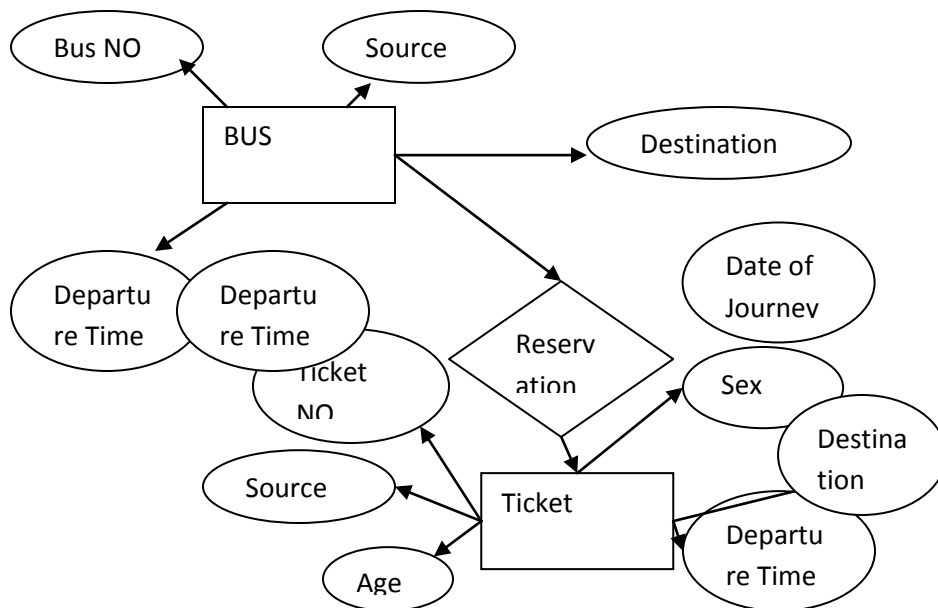 Bus NO
Source
BUS
Destination
Departu
re Time
Departu
re Time
Date of
Journey
Reserv
ation
Ticket
NO
Sex
Destina
tion
Source
Ticket
Departu
re Time
Age